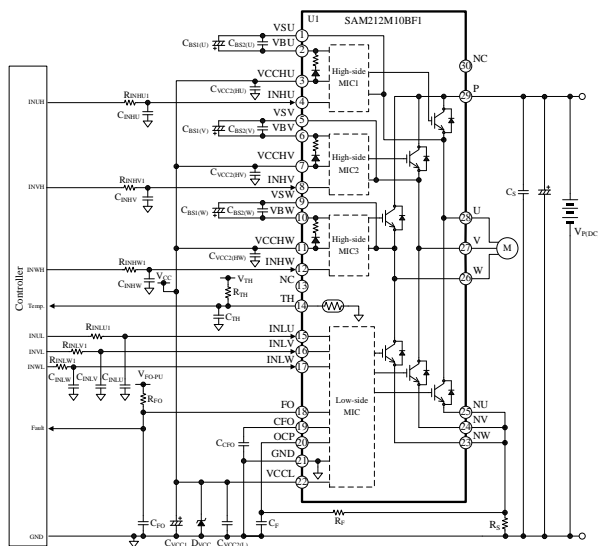 U1 SAM212M10BF1
VSU 1
CBS1(U) CBS2(U) VBU 2
NC 30
VCCHU 3
CVCC2(HU)
High-side
MIC1
P 29
INUH RINHU1 INHU 4
CINHU
VSV 5
CBS1(V) CBS2(V) VBV 6
VCCHV 7
CVCC2(HV)
High-side
MIC2
INVH RINHV1 INHV 8
CINHV
VSW 9
CBS1(W) CBS2(W) VBW 10
VCCHW 11
CVCC2(HW)
High-side
MIC3
CS
VP(DC
U 28
V 27
W 26
M
INWH RINHW1 INHW 12
CINHW VCC
NC 13
VTH
RTH
Temp. TH 14
CTH
Controller
INUL RINLU1 INLU 15
INVL RINLV1 INLV 16
INWL RINLW1 INLW 17
CINLW CINLV CINLU
VFO-PU
RFO
Low-side
MIC
FO 18
Fault CFO 19
OCP 20
CCFO
GND 21
VCCL 22
NU 25
NV 24
NW 23
RF
RS
GND CFO CVCC1 DVCC CVCC2(L) CF